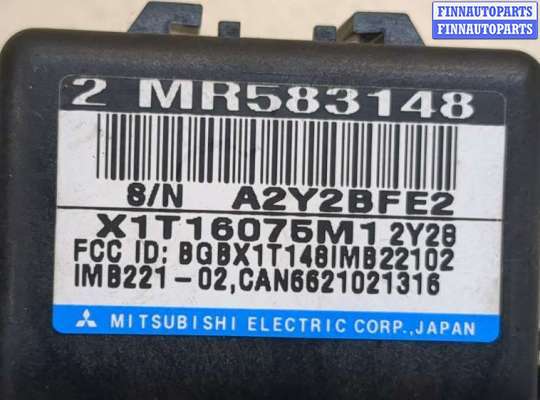 FINNAUTOPARTS
FINNAUTOPARTS
2 MR583148
S/N A2Y2BFE2
X1T16075M1 2Y28
FCC ID: BGBX1T148IMB22102
IMB221-02,CAN6621021316
MITSUBISHI ELECTRIC CORP.,JAPAN